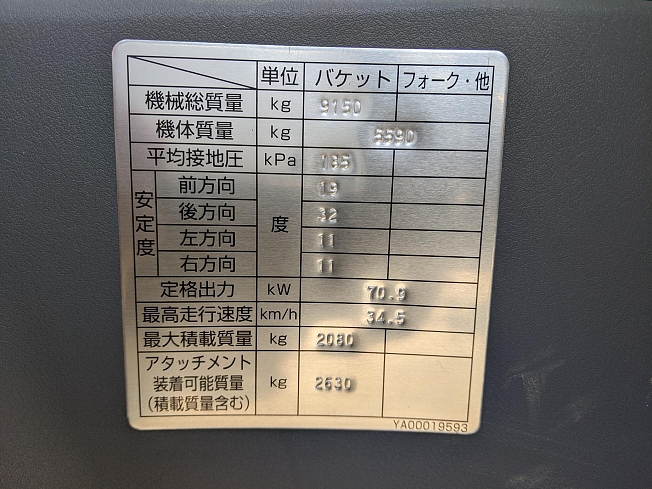 単位 バケット フォーク・他
機械総質量 kg 9150
機体質量 kg 5590
平均接地圧 kPa 185
安定度 前方向 度 19
後方向 32
左方向 11
右方向 11
定格出力 kW 70.9
最高走行速度 km/h 34.5
最大積載質量 kg 2080
アタッチメント
装着可能質量 kg 2630
(積載質量含む)
YA00019593